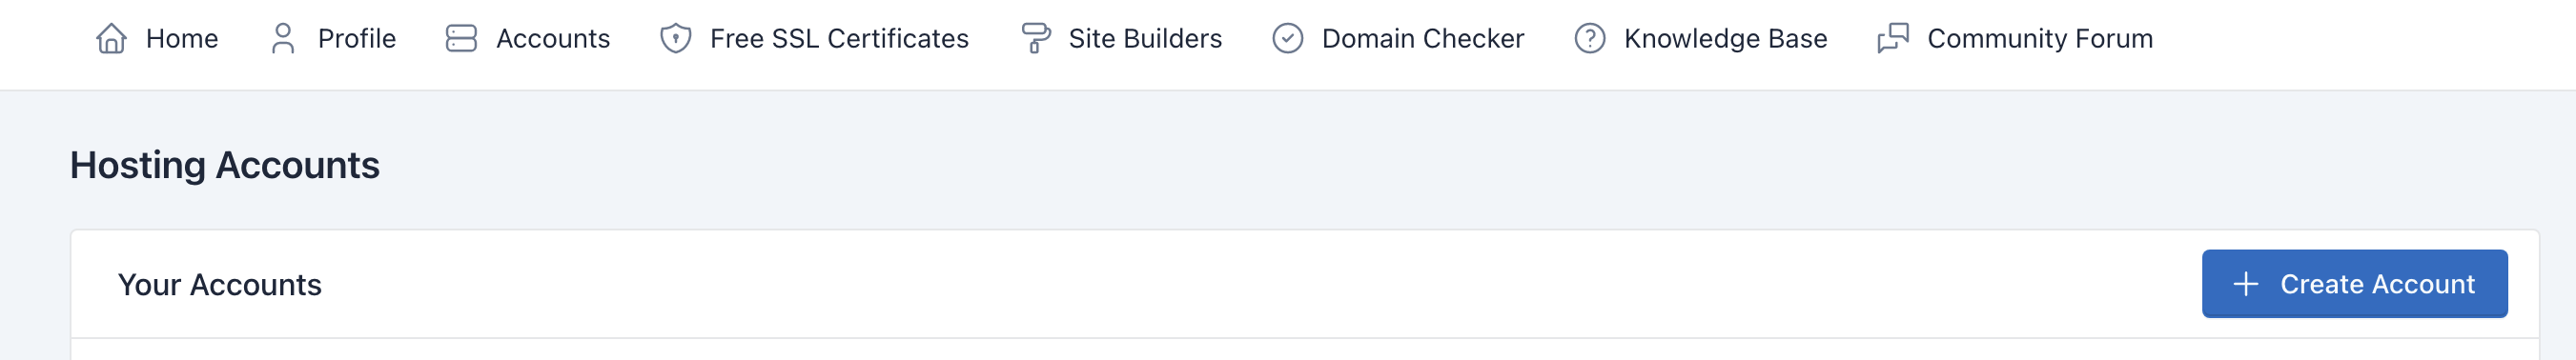 Home Profile Accounts Free SSL Certificates Site Builders Domain Checker Knowledge Base Community Forum
Hosting Accounts
Your Accounts Create Account